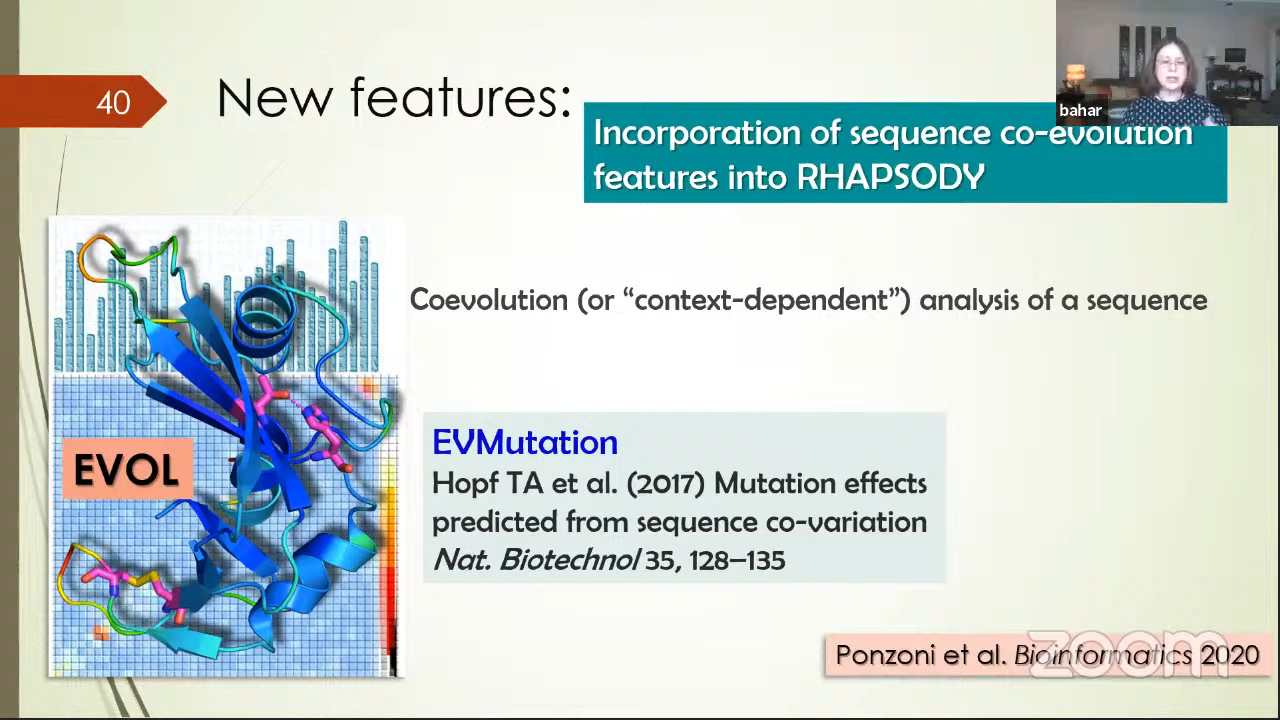 40
New features:
bahar
Incorporation of sequence co-evolution
features into RHAPSODY
Coevolution (or “context-dependent”) analysis of a sequence
EVOL
EVMutation
Hopf TA et al. (2017) Mutation effects
predicted from sequence co-variation
Nat. Biotechnol 35, 128–135
Ponzoni et al. Bioinformatics 2020
zoom